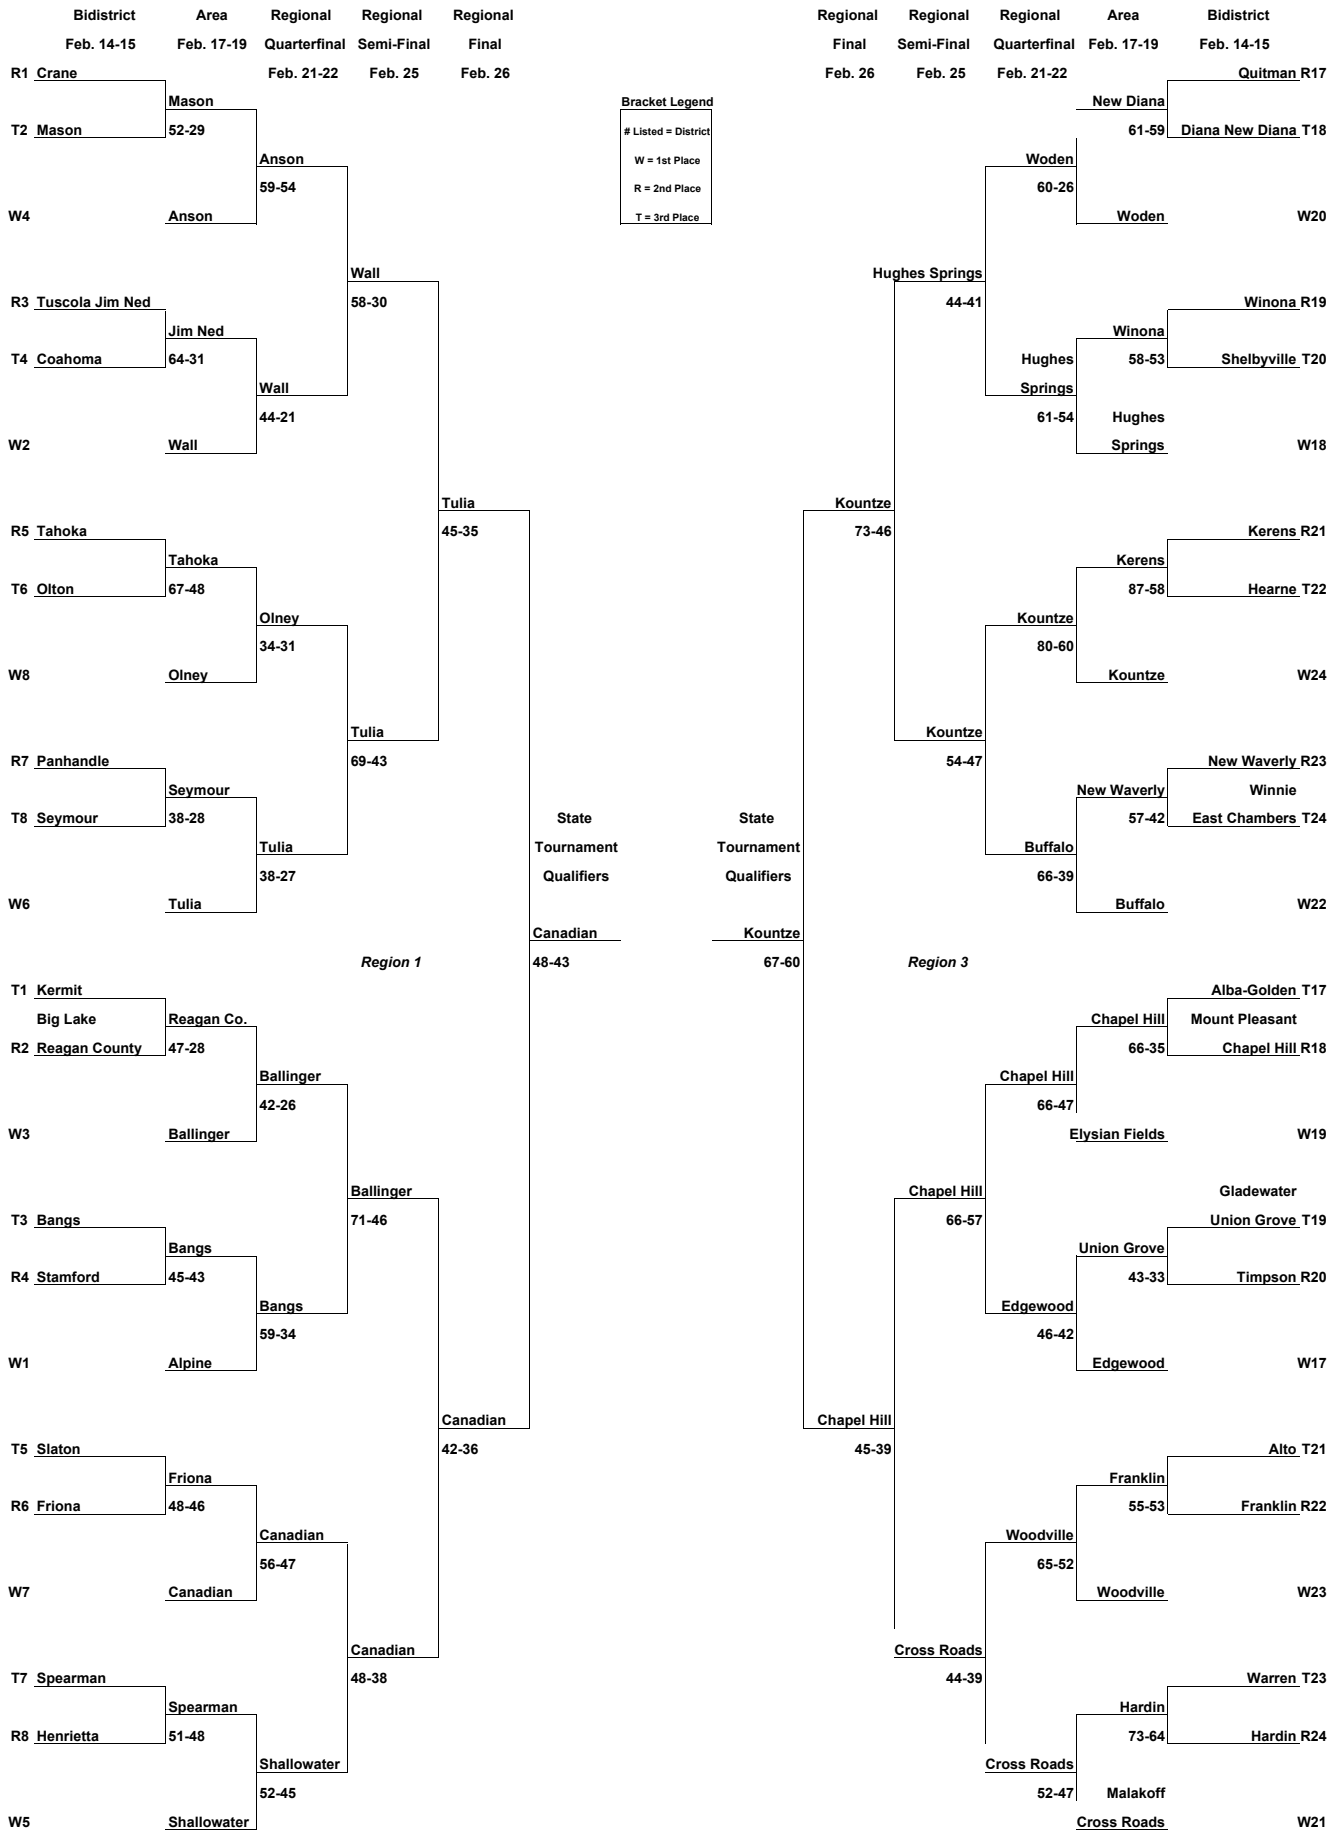 Bidistrict Area Regional Regional Regional Regional Regional Regional Area Bidistrict
Feb. 14-15 Feb. 17-19 Quarterfinal Semi-Final Final Final Semi-Final Quarterfinal Feb. 17-19 Feb. 14-15
R1 Crane Feb. 21-22 Feb. 25 Feb. 26 Feb. 26 Feb. 25 Feb. 21-22 Quitman R17
Mason Bracket Legend New Diana
T2 Mason 52-29 # Listed = District 61-59 Diana New Diana T18
Anson W = 1st Place Woden
59-54 R = 2nd Place 60-26
W4 Anson T = 3rd Place Woden W20
Wall Hughes Springs
R3 Tuscola Jim Ned 58-30 44-41 Winona R19
Jim Ned Winona
T4 Coahoma 64-31 Hughes 58-53 Shelbyville T20
Wall Springs
44-21 61-54 Hughes
W2 Wall Springs W18
Tulia Kountze
R5 Tahoka 45-35 73-46 Kerens R21
Tahoka Kerens
T6 Olton 67-48 87-58 Hearne T22
Olney Kountze
34-31 80-60
W8 Olney Kountze W24
Tulia Kountze
R7 Panhandle 69-43 54-47 New Waverly R23
Seymour New Waverly Winnie
T8 Seymour 38-28 State State 57-42 East Chambers T24
Tulia Tournament Tournament Buffalo
38-27 Qualifiers Qualifiers 66-39
W6 Tulia Buffalo W22
Canadian Kountze
Region 1 48-43 67-60 Region 3
T1 Kermit Alba-Golden T17
Big Lake Reagan Co. Chapel Hill Mount Pleasant
R2 Reagan County 47-28 66-35 Chapel Hill R18
Ballinger Chapel Hill
42-26 66-47
W3 Ballinger Elysian Fields W19
Ballinger Chapel Hill Gladewater
T3 Bangs 71-46 66-57 Union Grove T19
Bangs Union Grove
R4 Stamford 45-43 43-33 Timpson R20
Bangs Edgewood
59-34 46-42
W1 Alpine Edgewood W17
Canadian Chapel Hill
T5 Slaton 42-36 45-39 Alto T21
Friona Franklin
R6 Friona 48-46 55-53 Franklin R22
Canadian Woodville
56-47 65-52
W7 Canadian Woodville W23
Canadian Cross Roads
T7 Spearman 48-38 44-39 Warren T23
Spearman Hardin
R8 Henrietta 51-48 73-64 Hardin R24
Shallowater Cross Roads
52-45 52-47 Malakoff
W5 Shallowater Cross Roads W21